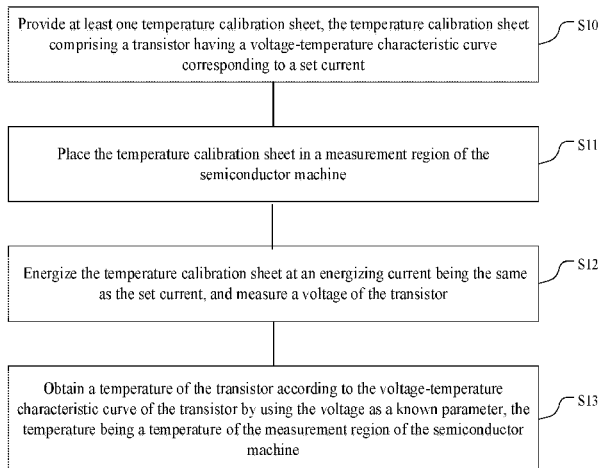 Provide at least one temperature calibration sheet, the temperature calibration sheet
comprising a transistor having a voltage-temperature characteristic curve
corresponding to a set current
S10
Place the temperature calibration sheet in a measurement region of the
semiconductor machine
S11
Energize the temperature calibration sheet at an energizing current being the same
as the set current, and measure a voltage of the transistor
S12
Obtain a temperature of the transistor according to the voltage-temperature
characteristic curve of the transistor by using the voltage as a known parameter, the
temperature being a temperature of the measurement region of the semiconductor
machine
S13